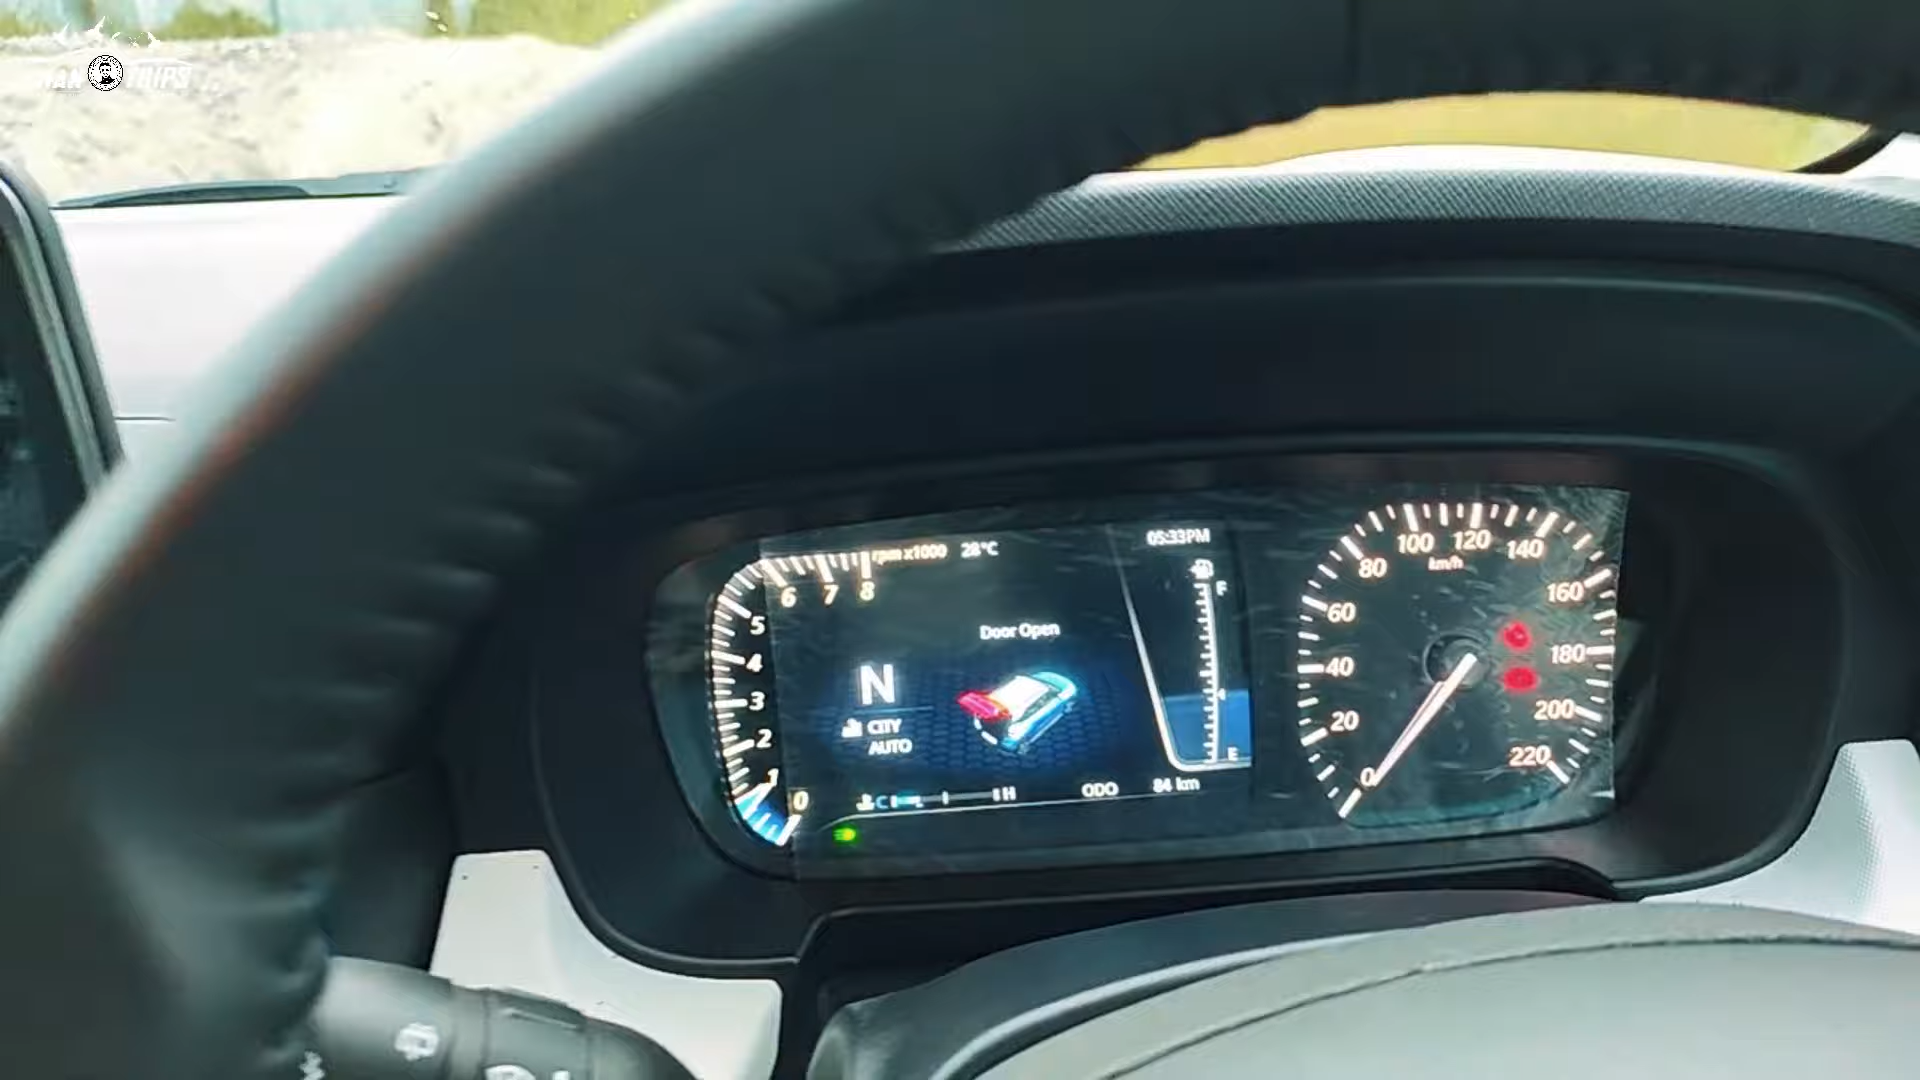 TRIPS
rpm x1000 28°C
05:33PM
6 7 8
5
4
3
2
1
0
Door Open
N
CITY
AUTO
C H
ODO 84 km
F
E
0 20 40 60 80 100 120 140 160 180 200 220
km/h